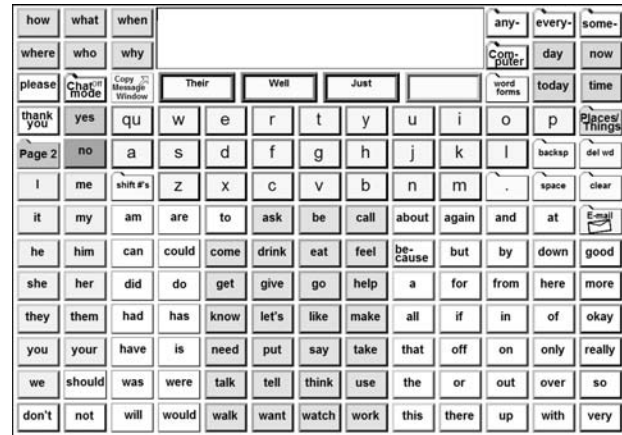 how what when any- every- some-
where who why Com-puter day now
please Chat Off mode Copy Message Window Their Well Just word forms today time
thank you yes qu w e r t y u i o p Places/Things
Page 2 no a s d f g h j k l backsp del wd
I me shift #'s z x c v b n m . space clear
it my am are to ask be call about again and at E-mail
he him can could come drink eat feel be-cause but by down good
she her did do get give go help a for from here more
they them had has know let's like make all if in of okay
you your have is need put say take that off on only really
we should was were talk tell think use the or out over so
don't not will would walk want watch work this there up with very